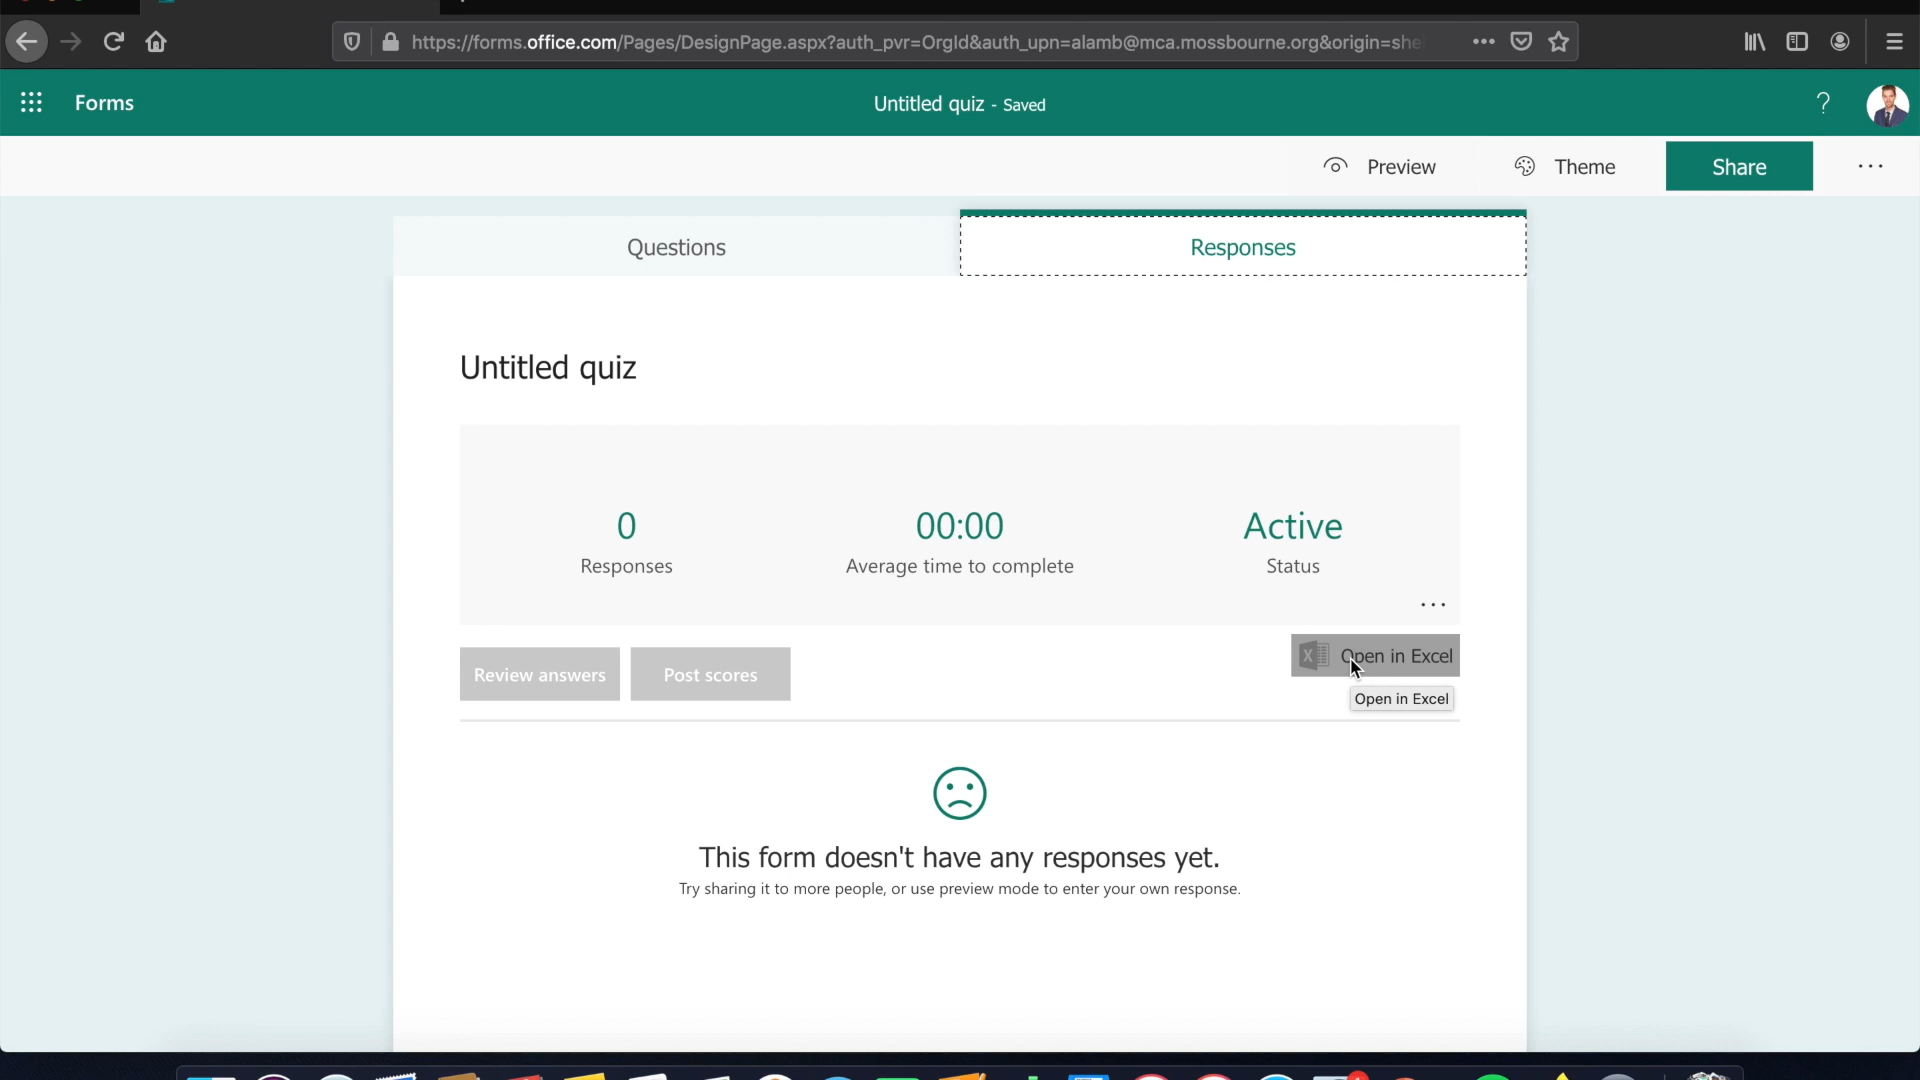 https://forms.office.com/Pages/DesignPage.aspx?auth_pvr=OrgId&auth_upn=alamb@mca.mossbourne.org&origin=she
Forms
Untitled quiz - Saved
?
Preview
Theme
Share
Questions
Responses
Untitled quiz
0
00:00
Active
Responses
Average time to complete
Status
Review answers
Post scores
Open in Excel
Open in Excel
This form doesn't have any responses yet.
Try sharing it to more people, or use preview mode to enter your own response.